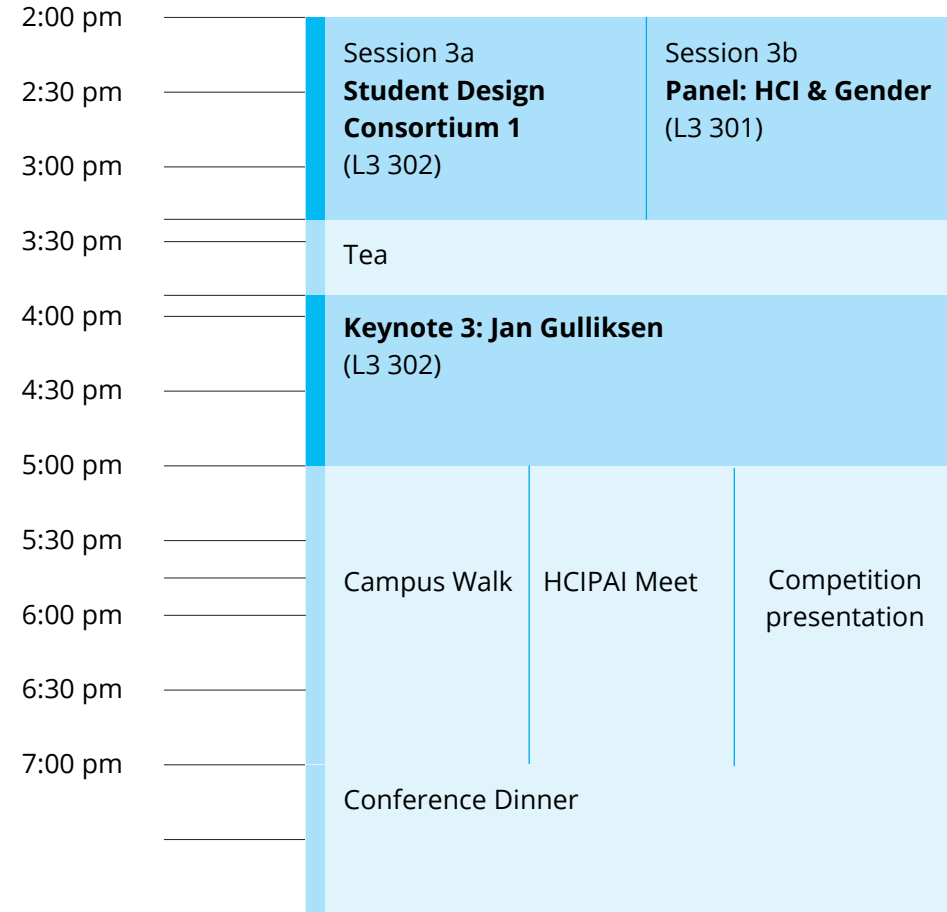 2:00 pm
Session 3a
Student Design
Consortium 1
(L3 302)
Session 3b
Panel: HCI & Gender
(L3 301)
2:30 pm
3:00 pm
3:30 pm
Tea
4:00 pm
Keynote 3: Jan Gulliksen
(L3 302)
4:30 pm
5:00 pm
5:30 pm
Campus Walk
HCIPAI Meet
Competition
presentation
6:00 pm
6:30 pm
7:00 pm
Conference Dinner